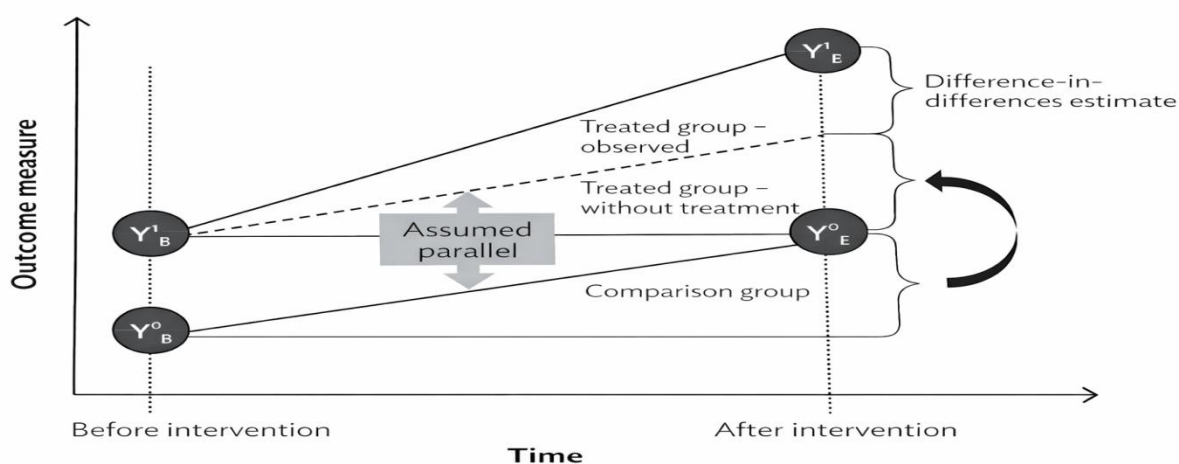 Outcome measure
Y¹E
Difference-in-
differences estimate
Treated group –
observed
Treated group –
without treatment
Y¹B
Assumed
parallel
Y⁰E
Comparison group
Y⁰B
Before intervention
After intervention
Time